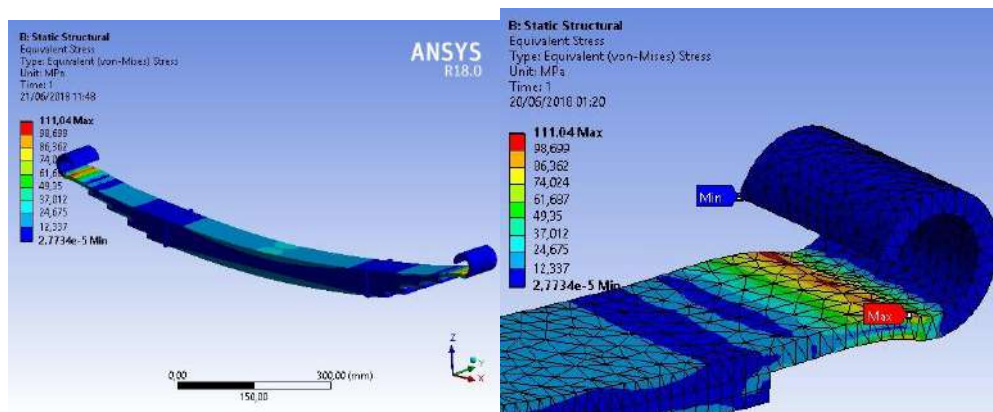 B: Static Structural
Equivalent Stress
Type: Equivalent (von-Mises) Stress
Unit: MPa
Time: 1
21/06/2018 11:48
111,04 Max
98,699
86,362
49,35
37,012
24,675
12,337
2,7734e-5 Min
ANSYS
R18.0
Z
Y
X
0,00
300,00 (mm)
150,00
B: Static Structural
Equivalent Stress
Type: Equivalent (von-Mises) Stress
Unit: MPa
Time: 1
20/06/2018 01:20
111,04 Max
98,699
86,362
74,024
61,687
49,35
37,012
24,675
12,337
2,7734e-5 Min
Min
Max